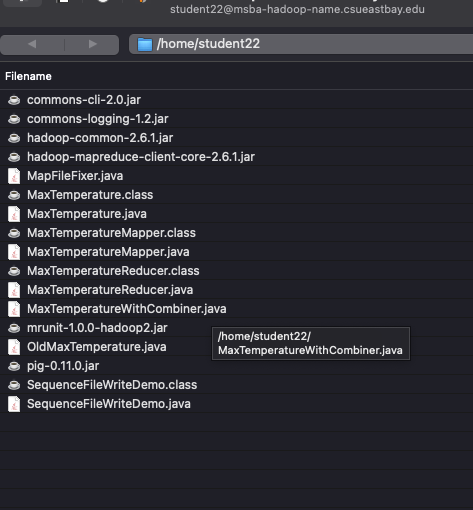 student22@msba-hadoop-name.csueastbay.edu
/home/student22
Filename
commons-cli-2.0.jar
commons-logging-1.2.jar
hadoop-common-2.6.1.jar
hadoop-mapreduce-client-core-2.6.1.jar
MapFileFixer.java
MaxTemperature.class
MaxTemperature.java
MaxTemperatureMapper.class
MaxTemperatureMapper.java
MaxTemperatureReducer.class
MaxTemperatureReducer.java
MaxTemperatureWithCombiner.java
mrunit-1.0.0-hadoop2.jar
/home/student22/
MaxTemperatureWithCombiner.java
OldMaxTemperature.java
pig-0.11.0.jar
SequenceFileWriteDemo.class
SequenceFileWriteDemo.java